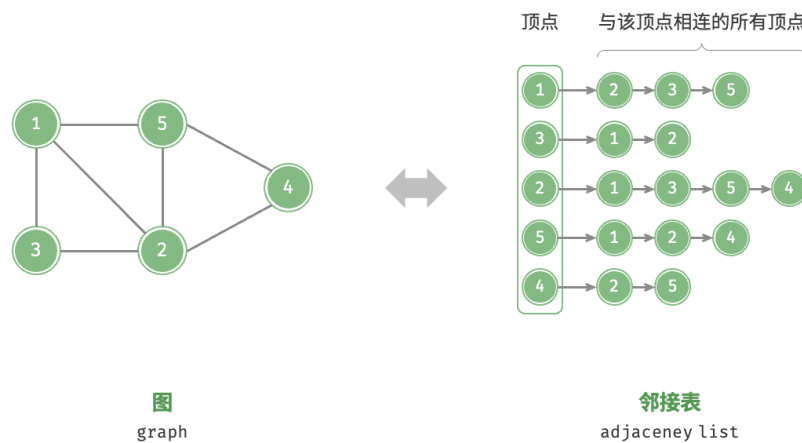 顶点 与该顶点相连的所有顶点
1 5 4 3 2
1 2 3 5
3 1 2
2 1 3 5 4
5 1 2 4
4 2 5
图
graph
邻接表
adjaceney list